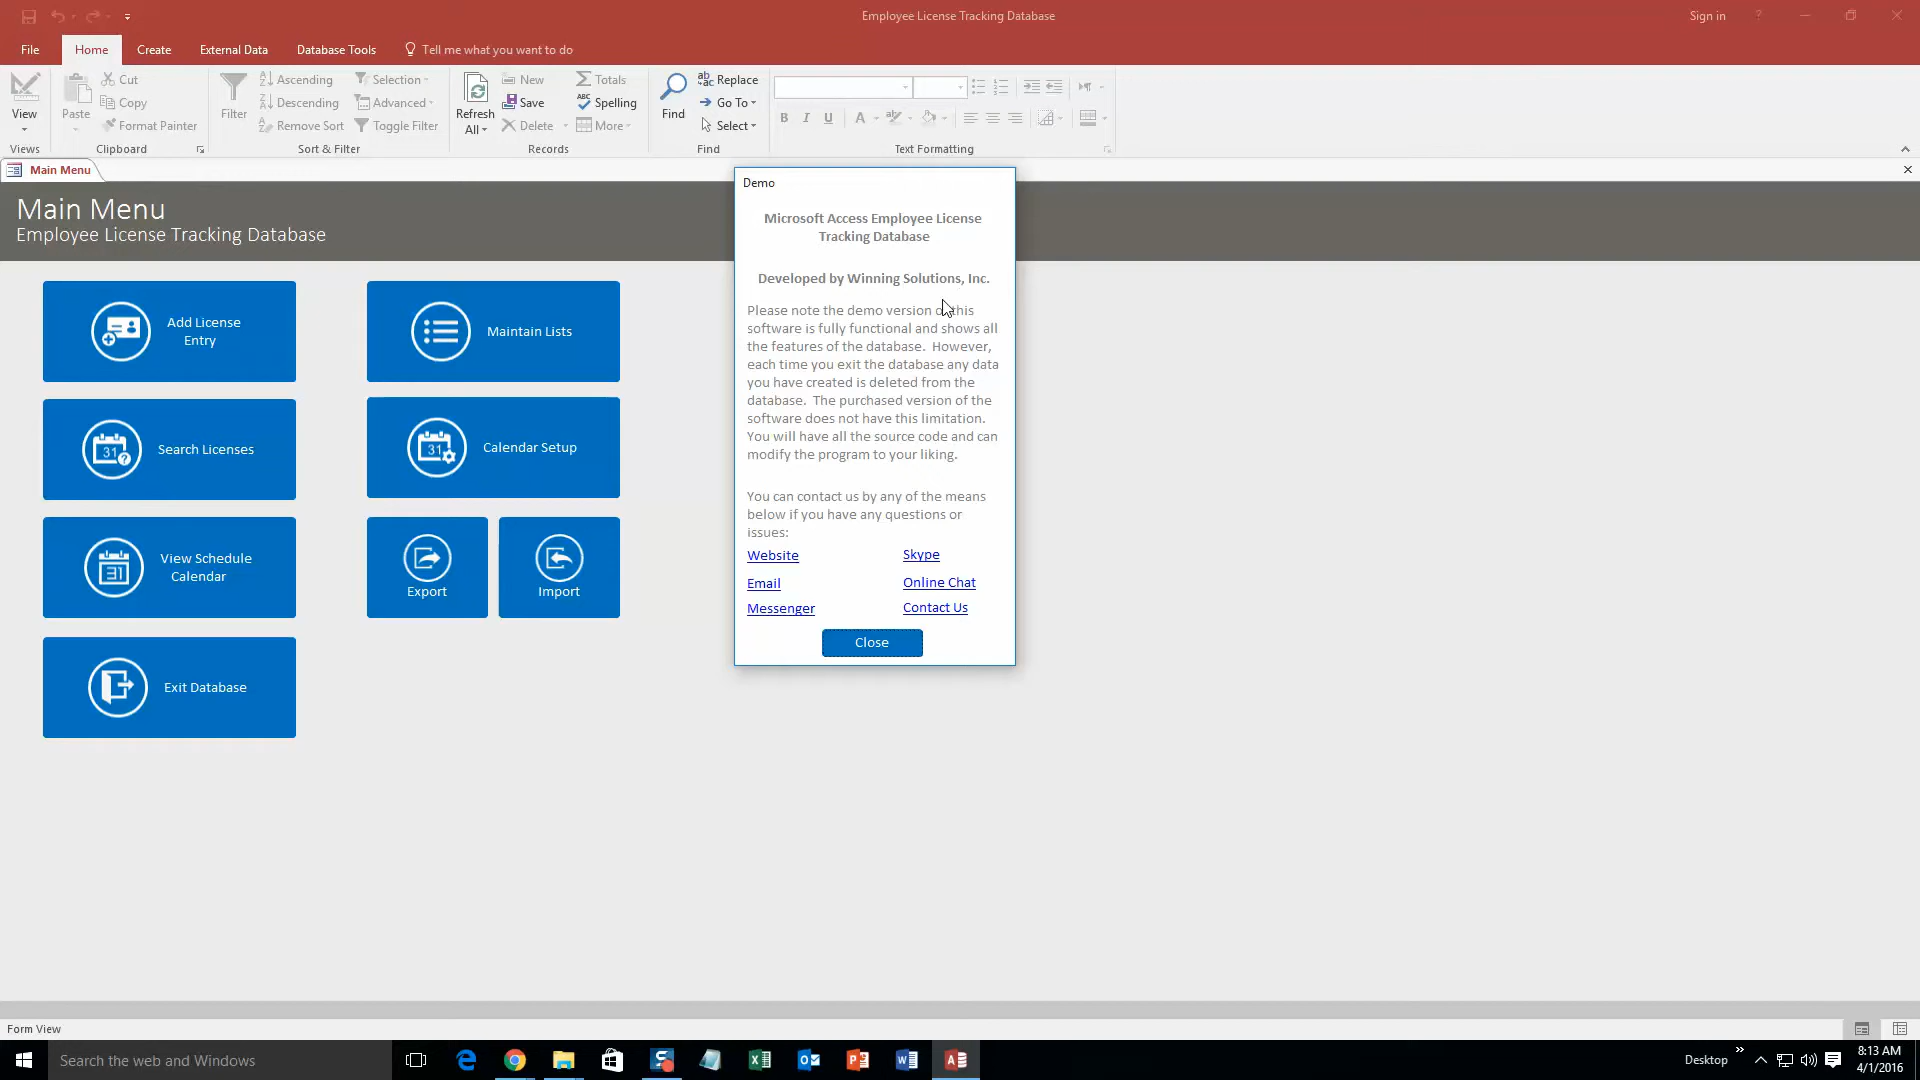 Employee License Tracking Database
Sign in
?
File
Home
Create
External Data
Database Tools
Tell me what you want to do
View
Views
Paste
Cut
Copy
Format Painter
Clipboard
Filter
Ascending
Descending
Remove Sort
Selection
Advanced
Toggle Filter
Sort & Filter
Refresh
All
New
Save
Delete
Totals
Spelling
More
Records
Find
Replace
Go To
Select
Find
B I U A
Text Formatting
Main Menu
Main Menu
Employee License Tracking Database
Add License
Entry
Maintain Lists
Search Licenses
Calendar Setup
View Schedule
Calendar
Export
Import
Exit Database
Demo
Microsoft Access Employee License
Tracking Database
Developed by Winning Solutions, Inc.
Please note the demo version of this
software is fully functional and shows all
the features of the database. However,
each time you exit the database any data
you have created is deleted from the
database. The purchased version of the
software does not have this limitation.
You will have all the source code and can
modify the program to your liking.
You can contact us by any of the means
below if you have any questions or
issues:
Website
Skype
Email
Online Chat
Messenger
Contact Us
Close
Form View
Search the web and Windows
Desktop
8:13 AM
4/1/2016